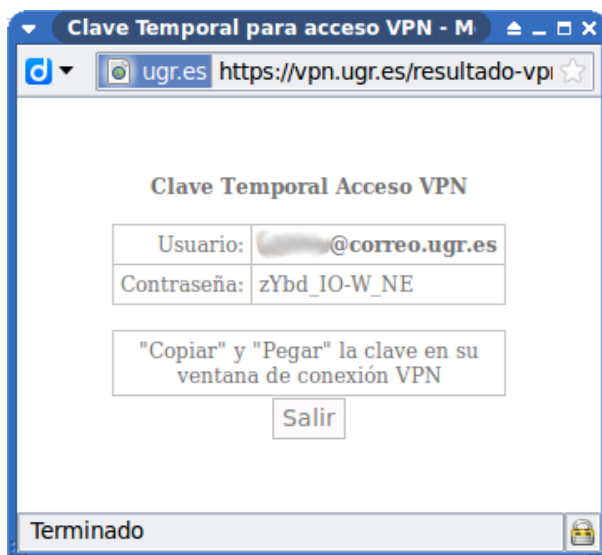 Clave Temporal para acceso VPN - M
ugr.es https://vpn.ugr.es/resultado-vp
Clave Temporal Acceso VPN
Usuario: @correo.ugr.es
Contraseña: zYbd_IO-W_NE
"Copiar" y "Pegar" la clave en su
ventana de conexión VPN
Salir
Terminado